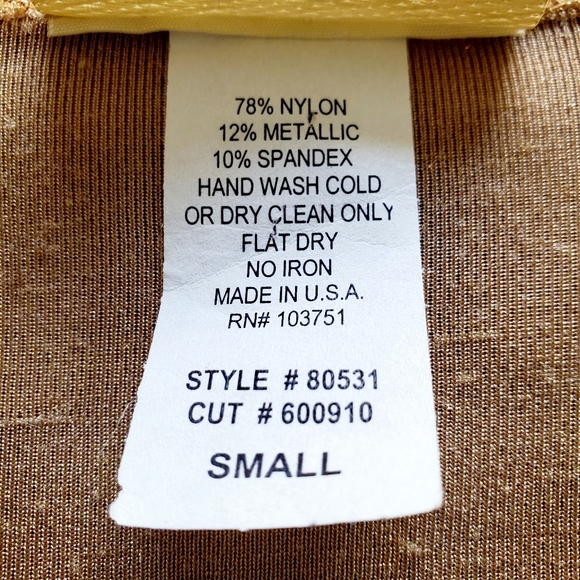 78% NYLON
12% METALLIC
10% SPANDEX
HAND WASH COLD
OR DRY CLEAN ONLY
FLAT DRY
NO IRON
MADE IN U.S.A.
RN# 103751
STYLE # 80531
CUT # 600910
SMALL